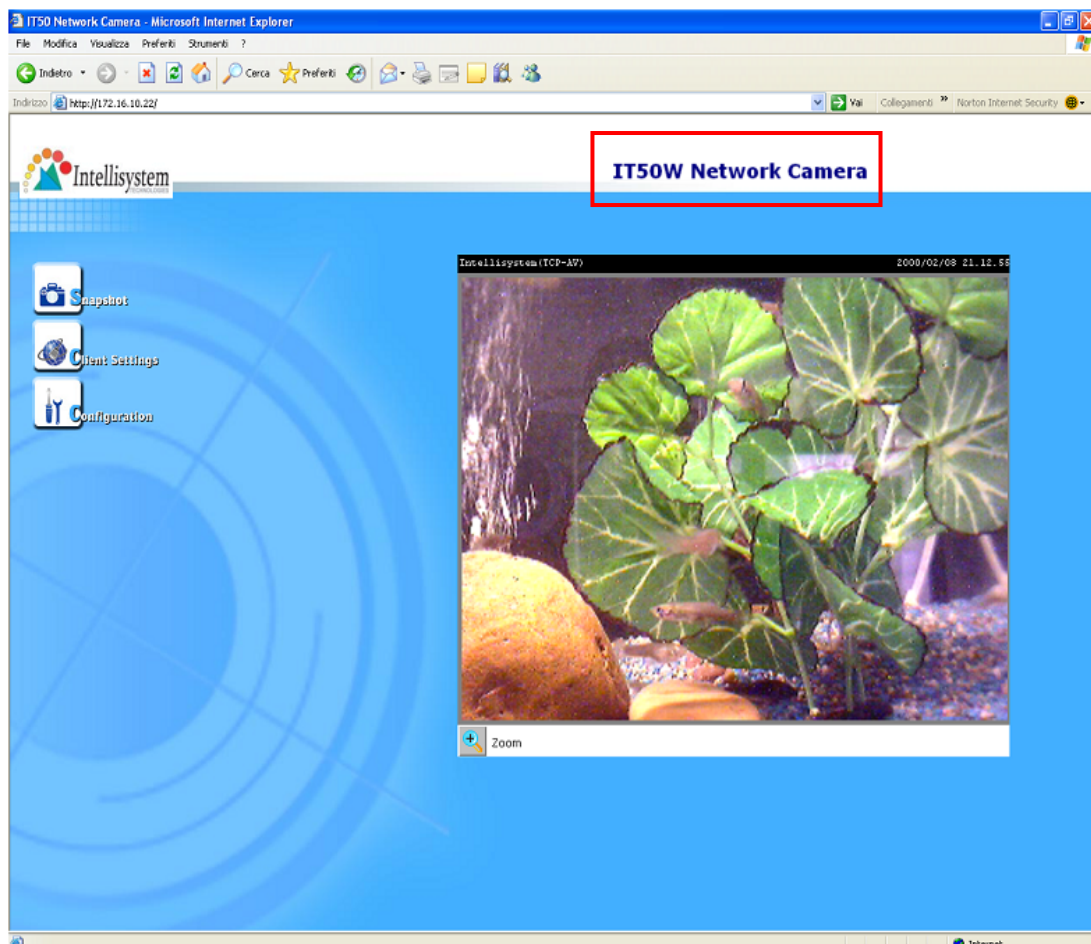 IT50 Network Camera - Microsoft Internet Explorer
File Modifica Visualizza Preferiti Strumenti ?
Indietro Cerca Preferiti
Indirizzo http://172.16.10.22/ Vai Collegamenti » Norton Internet Security
Intellisystem
TECHNOLOGIES
IT50W Network Camera
Intellisystem(TCP-AV) 2000/02/08 21.12.55
Snapshot
Client Settings
Configuration
Zoom
Internet